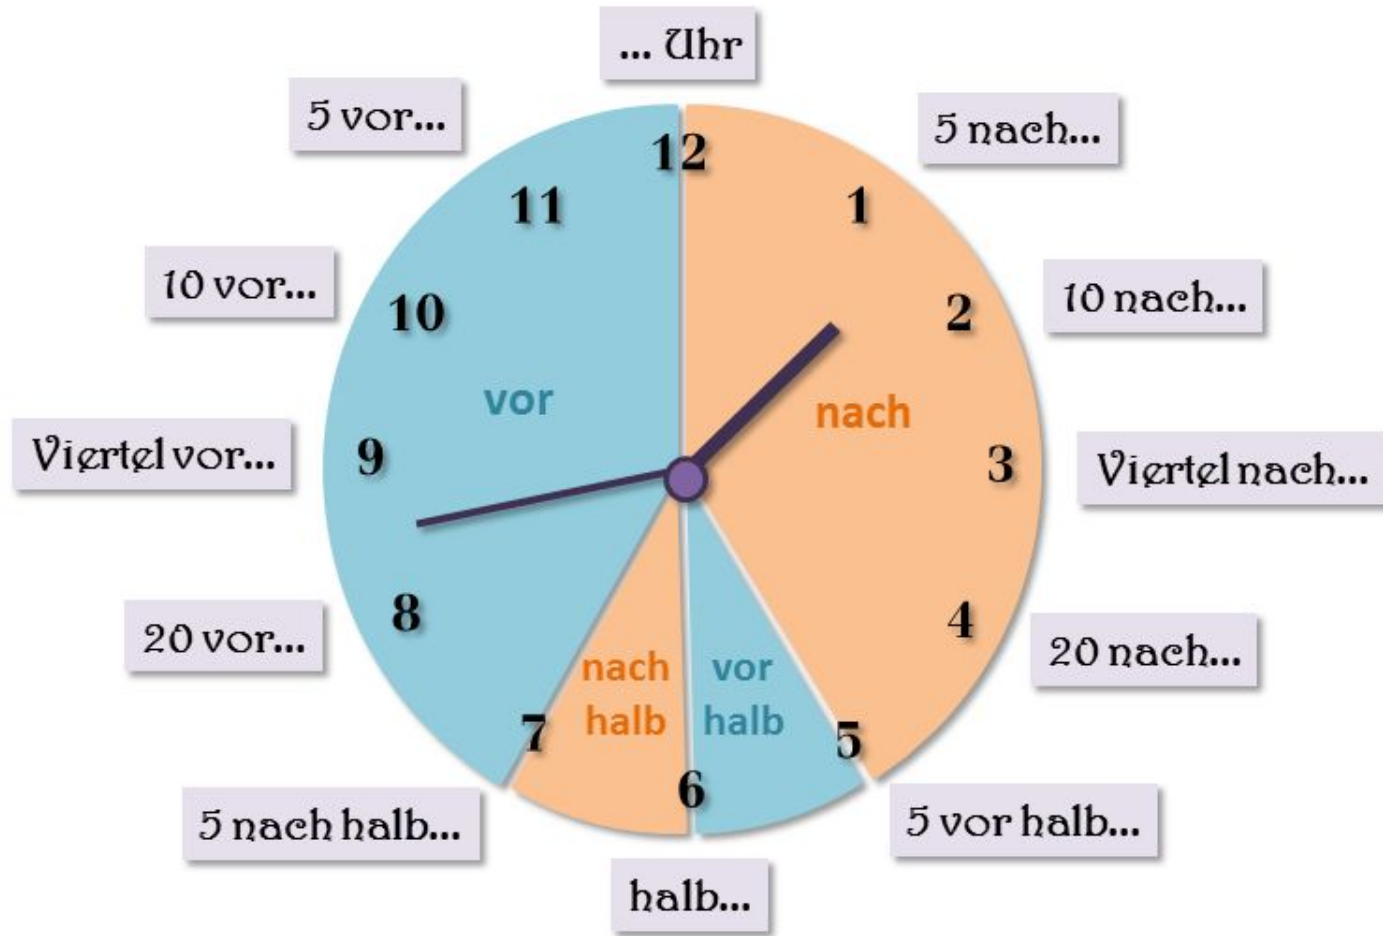 ... Uhr
5 vor...
5 nach...
12
11
1
10 vor...
10
2
10 nach...
vor
nach
Viertel vor...
9
3
Viertel nach...
20 vor...
8
4
20 nach...
nach
halb
vor
halb
7
5
6
5 nach halb...
5 vor halb...
halb...